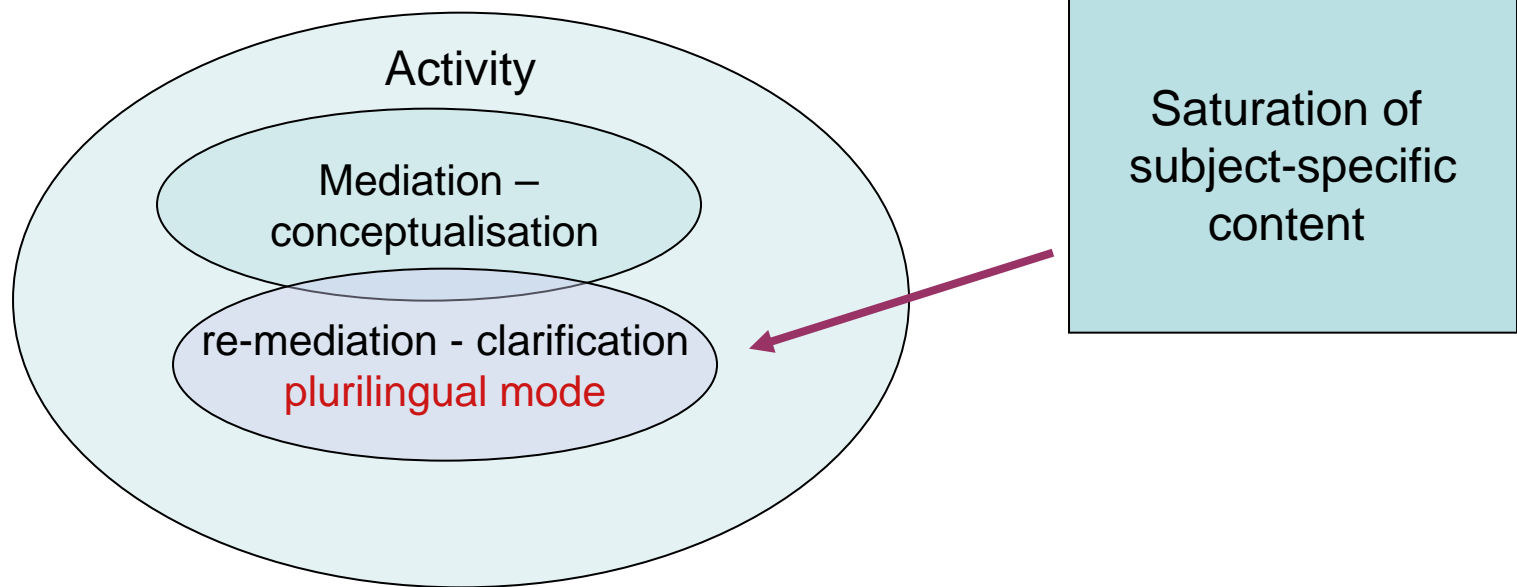 Activity
Mediation –
conceptualisation
re-mediation - clarification
plurilingual mode
Saturation of
subject-specific
content